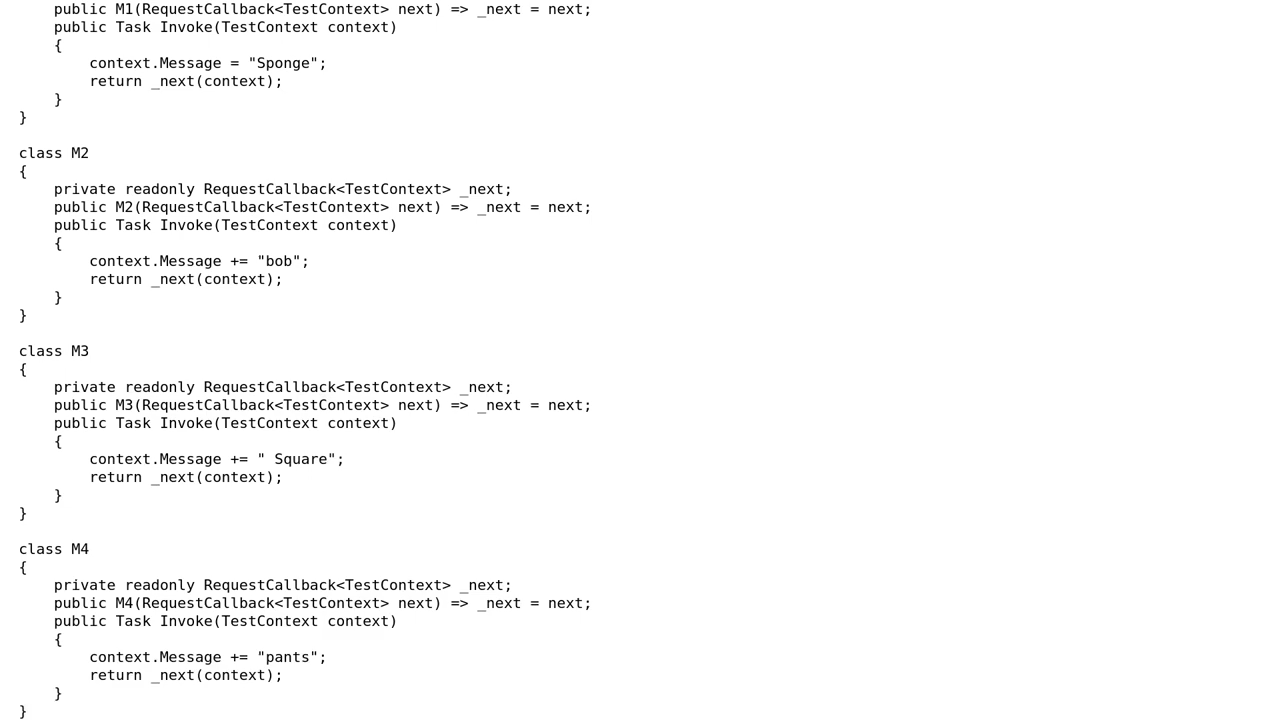 public M1(RequestCallback<TestContext> next) => _next = next;
    public Task Invoke(TestContext context)
    {
        context.Message = "Sponge";
        return _next(context);
    }
}

class M2
{
    private readonly RequestCallback<TestContext> _next;
    public M2(RequestCallback<TestContext> next) => _next = next;
    public Task Invoke(TestContext context)
    {
        context.Message += "bob";
        return _next(context);
    }
}

class M3
{
    private readonly RequestCallback<TestContext> _next;
    public M3(RequestCallback<TestContext> next) => _next = next;
    public Task Invoke(TestContext context)
    {
        context.Message += " Square";
        return _next(context);
    }
}

class M4
{
    private readonly RequestCallback<TestContext> _next;
    public M4(RequestCallback<TestContext> next) => _next = next;
    public Task Invoke(TestContext context)
    {
        context.Message += "pants";
        return _next(context);
    }
}